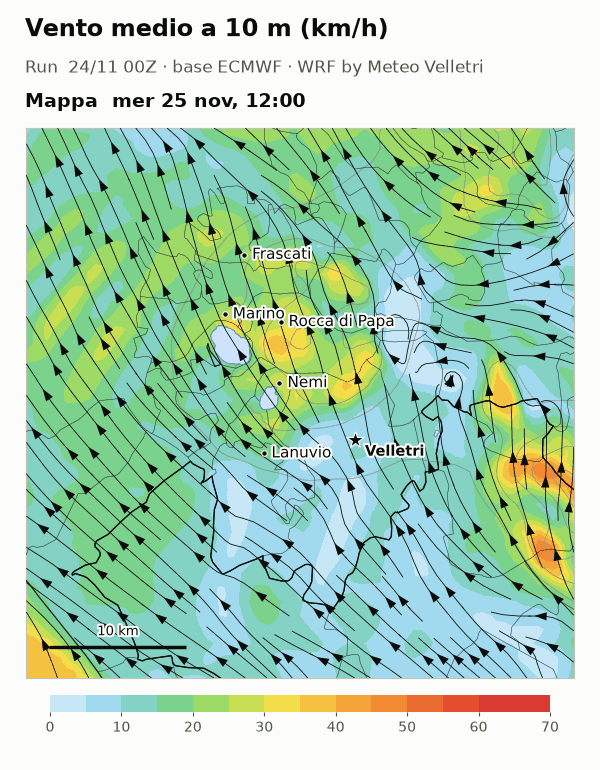 Vento medio a 10 m (km/h)
Run 24/11 00Z · base ECMWF · WRF by Meteo Velletri
Mappa mer 25 nov, 12:00
Frascati
Marino
Rocca di Papa
Nemi
Velletri
Lanuvio
10 km
0 10 20 30 40 50 60 70